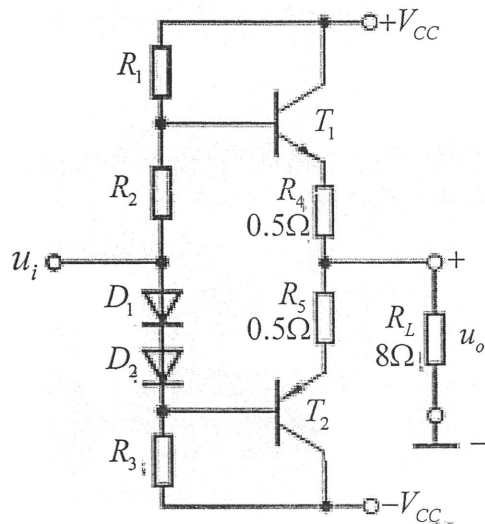 +V_CC
R_1
T_1
R_2
R_4
0.5Ω
u_i
+
D_1
R_5
0.5Ω
R_L
8Ω
u_o
D_2
T_2
R_3
−
−V_CC